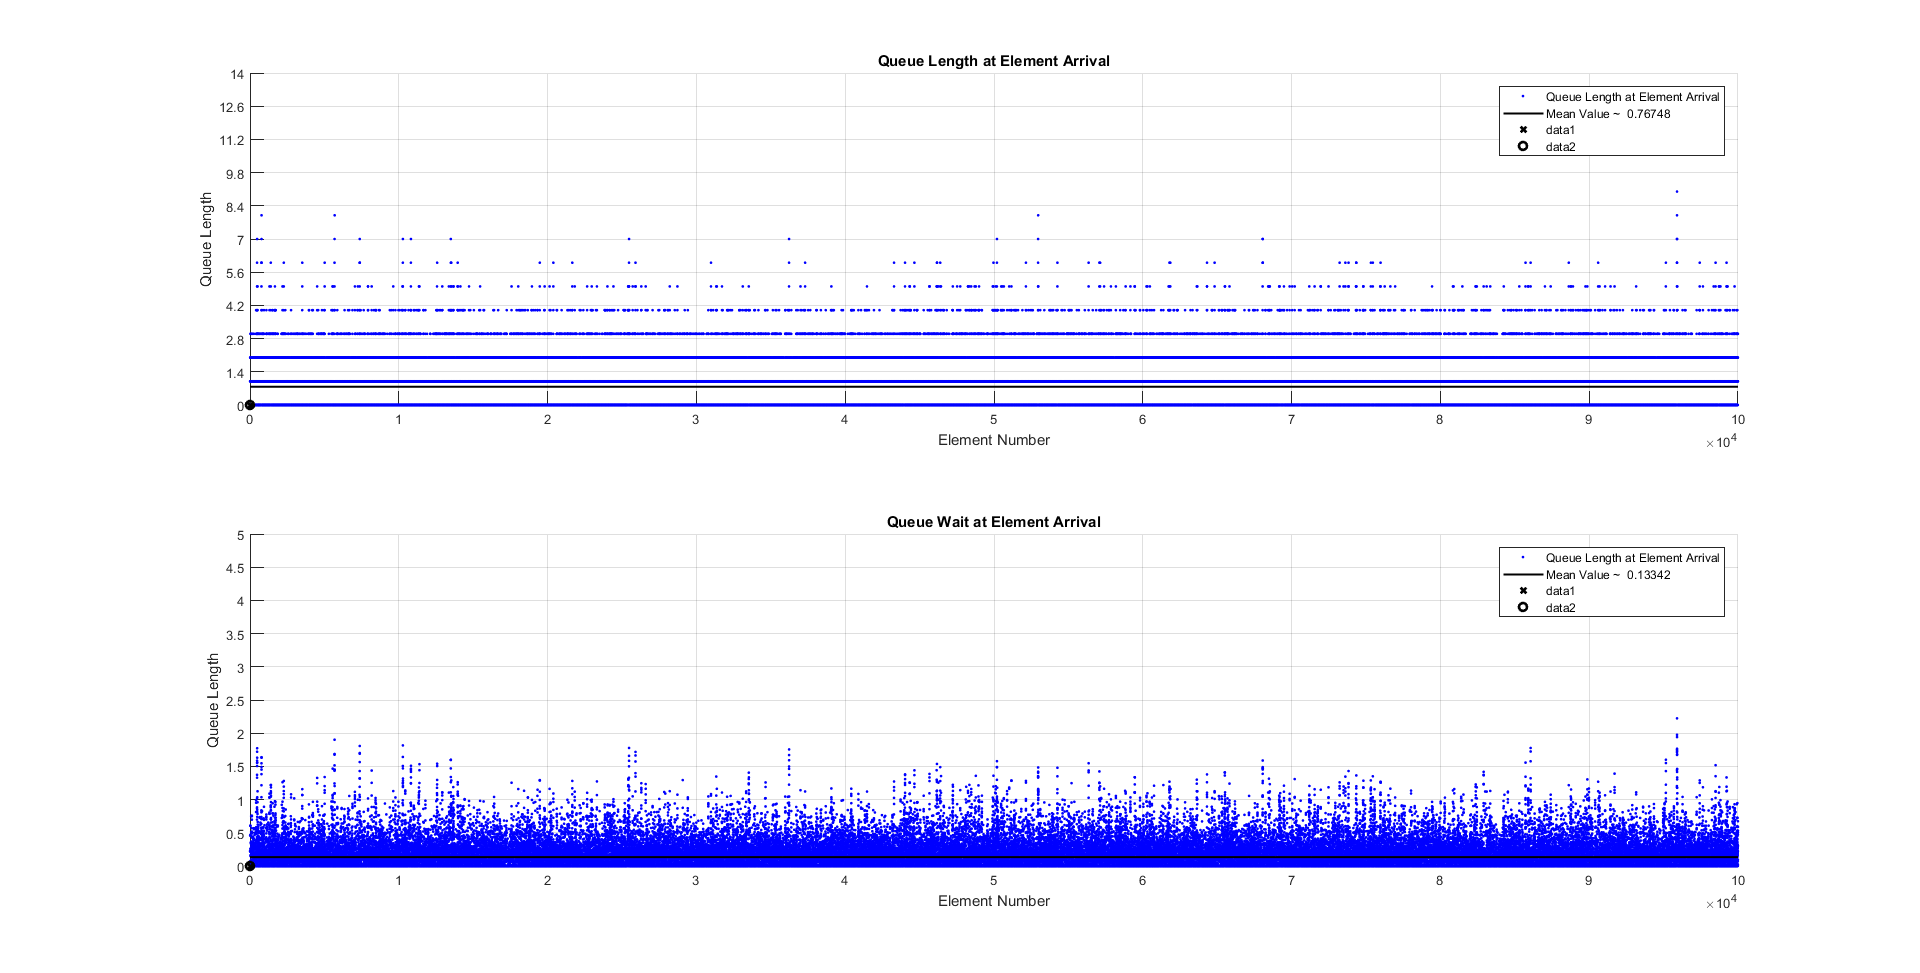 Queue Length at Element Arrival
14
12.6
11.2
9.8
8.4
7
5.6
4.2
2.8
1.4
0
Queue Length
Queue Length at Element Arrival
Mean Value ~  0.76748
data1
data2
0 1 2 3 4 5 6 7 8 9 10
×10⁴
Element Number
Queue Wait at Element Arrival
5
4.5
4
3.5
3
2.5
2
1.5
1
0.5
0
Queue Length
Queue Length at Element Arrival
Mean Value ~  0.13342
data1
data2
0 1 2 3 4 5 6 7 8 9 10
×10⁴
Element Number